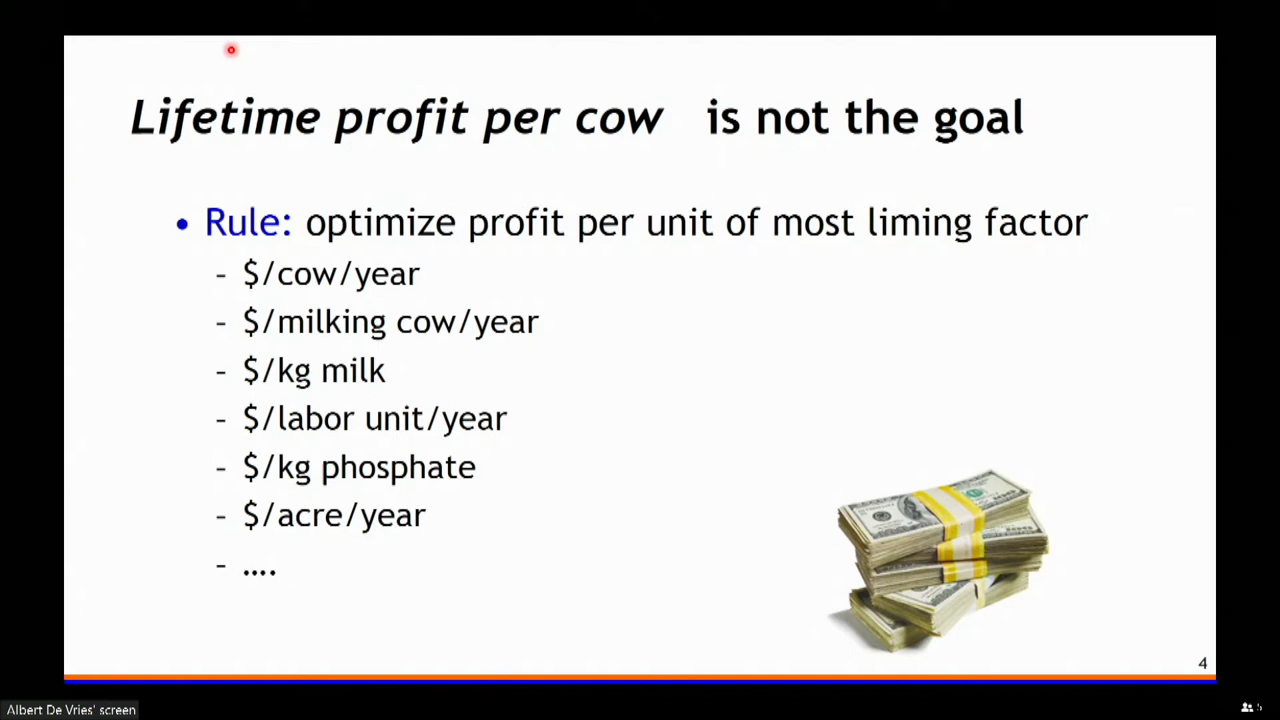 Lifetime profit per cow is not the goal
• Rule: optimize profit per unit of most liming factor
- $/cow/year
- $/milking cow/year
- $/kg milk
- $/labor unit/year
- $/kg phosphate
- $/acre/year
- ....
4
Albert De Vries' screen